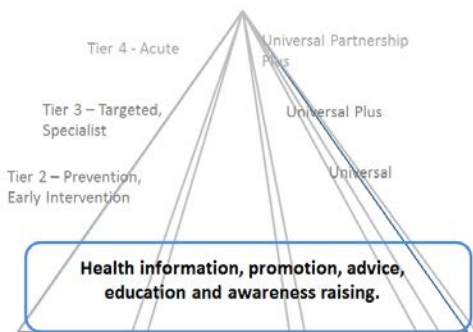 Tier 4 - Acute
Universal Partnership
Plus
Tier 3 – Targeted,
Specialist
Universal Plus
Tier 2 – Prevention,
Early Intervention
Universal
Health information, promotion, advice,
education and awareness raising.